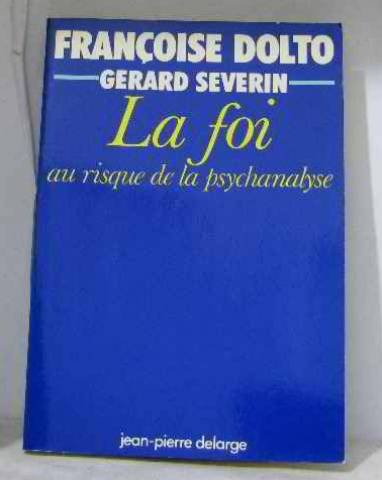 FRANÇOISE DOLTO
GERARD SEVERIN
La foi
au risque de la psychanalyse
jean-pierre delarge